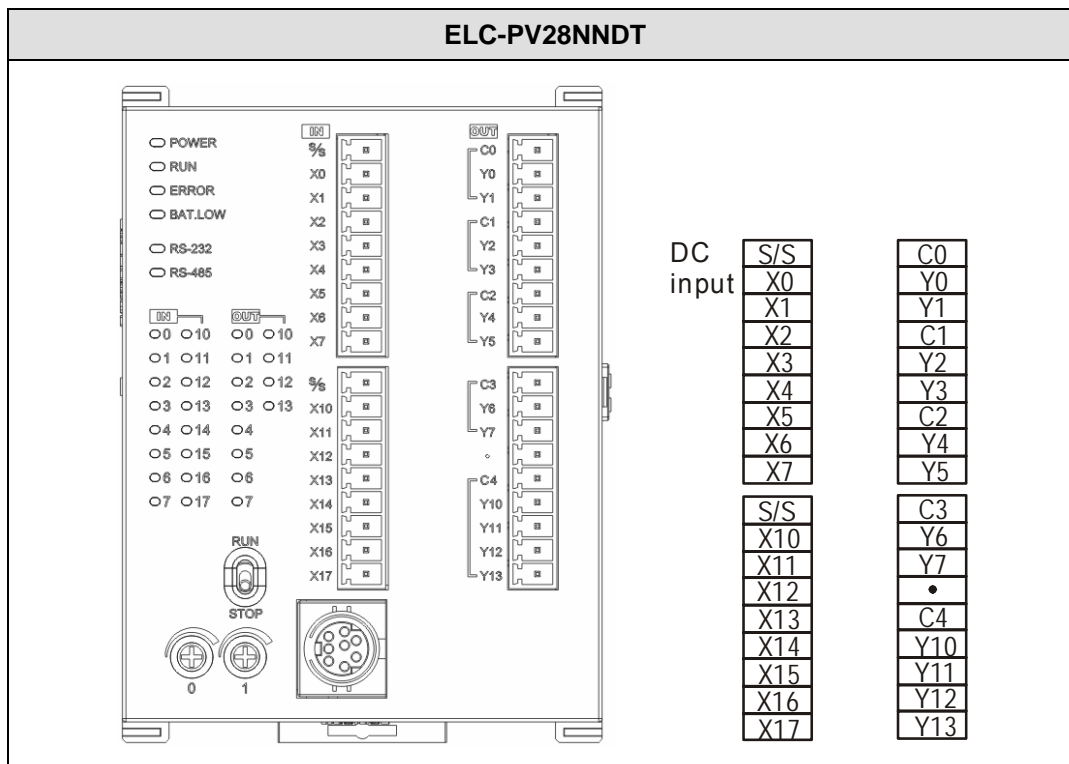 ELC-PV28NNDT
POWER
RUN
ERROR
BAT.LOW
RS-232
RS-485
IN OUT
0 10 0 10
1 11 1 11
2 12 2 12
3 13 3 13
4 14 4
5 15 5
6 16 6
7 17 7
RUN
STOP
0 1
IN
S/S
X0
X1
X2
X3
X4
X5
X6
X7
S/S
X10
X11
X12
X13
X14
X15
X16
X17
OUT
C0
Y0
Y1
C1
Y2
Y3
C2
Y4
Y5
C3
Y6
Y7
C4
Y10
Y11
Y12
Y13
DC
input
S/S
X0
X1
X2
X3
X4
X5
X6
X7
S/S
X10
X11
X12
X13
X14
X15
X16
X17
C0
Y0
Y1
C1
Y2
Y3
C2
Y4
Y5
C3
Y6
Y7
•
C4
Y10
Y11
Y12
Y13